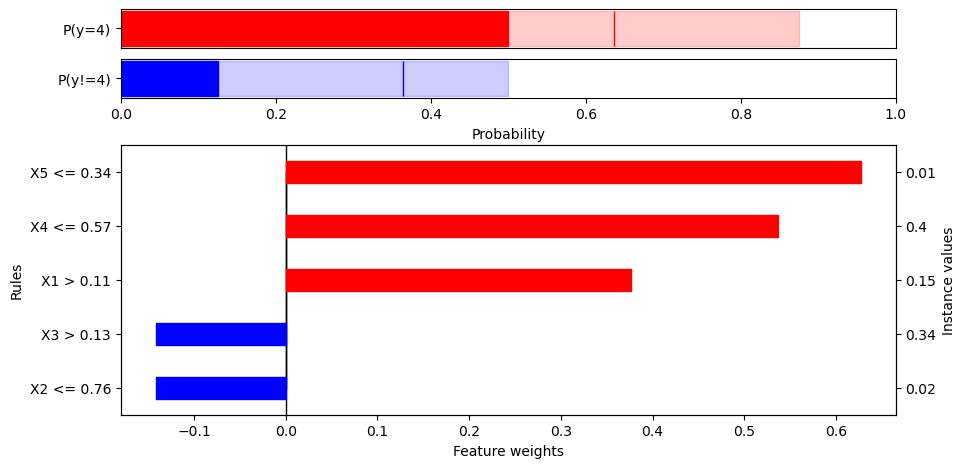 P(y=4)
P(y!=4)
0.0 0.2 0.4 0.6 0.8 1.0
Probability
Rules
X5 <= 0.34 0.01
X4 <= 0.57 0.4
X1 > 0.11 0.15
X3 > 0.13 0.34
X2 <= 0.76 0.02
Instance values
−0.1 0.0 0.1 0.2 0.3 0.4 0.5 0.6
Feature weights